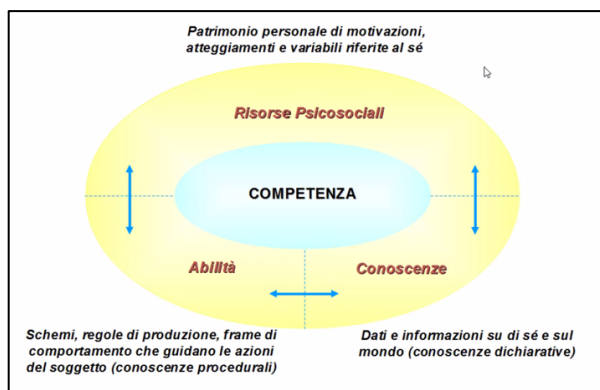 Patrimonio personale di motivazioni,
atteggiamenti e variabili riferite al sé
Risorse Psicosociali
COMPETENZA
Abilità
Conoscenze
Schemi, regole di produzione, frame di
comportamento che guidano le azioni
del soggetto (conoscenze procedurali)
Dati e informazioni su di sé e sul
mondo (conoscenze dichiarative)